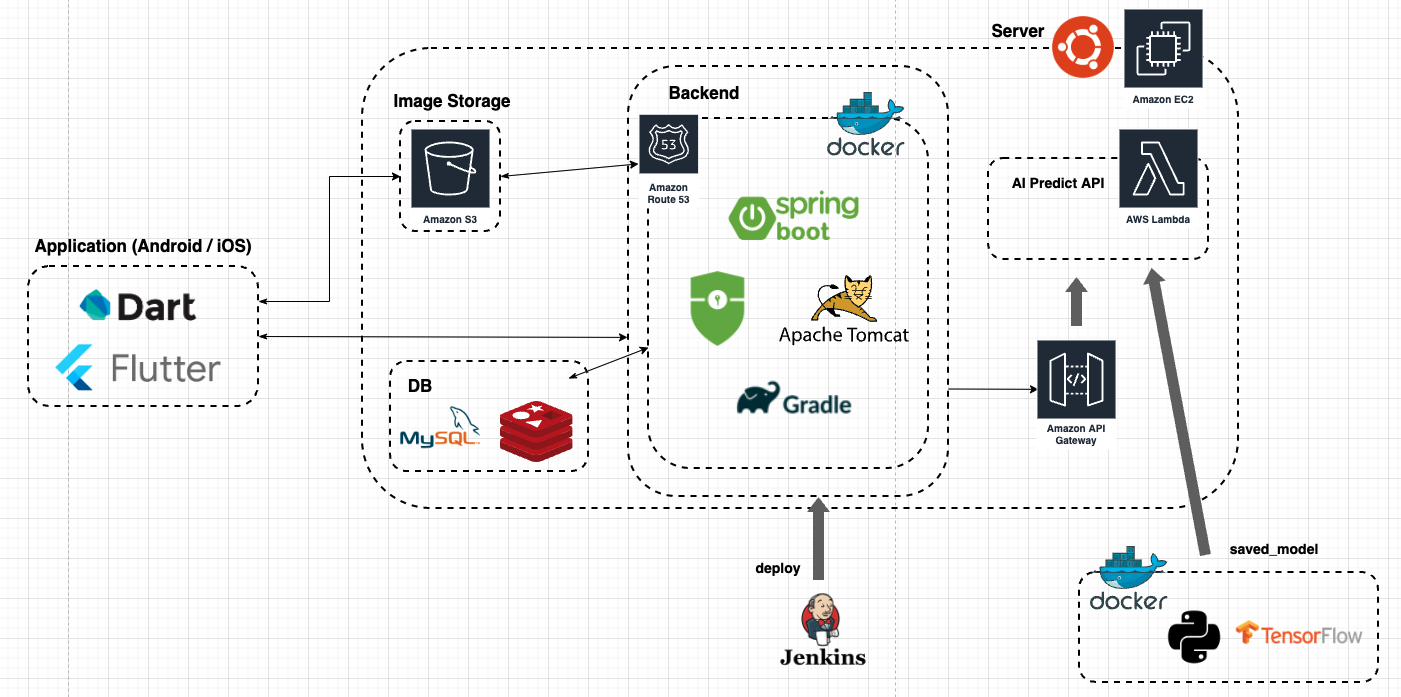 Server
Amazon EC2
Image Storage
Amazon S3
Backend
53
Amazon
Route 53
docker
spring
boot
Apache Tomcat
Gradle
AI Predict API
AWS Lambda
Application (Android / iOS)
Dart
Flutter
DB
MySQL
</>
Amazon API
Gateway
deploy
Jenkins
saved_model
docker
TensorFlow